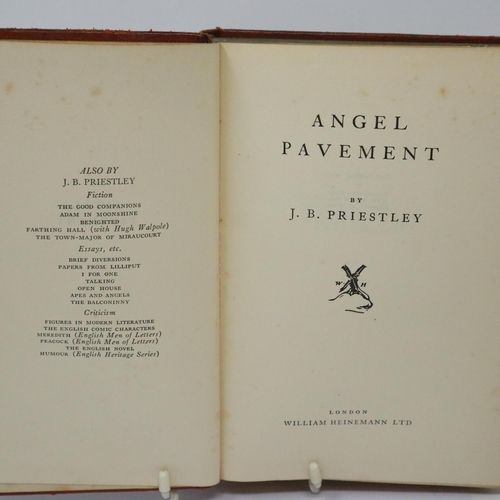 ALSO BY
J. B. PRIESTLEY
Fiction
THE GOOD COMPANIONS
ADAM IN MOONSHINE
BENIGHTED
FARTHING HALL (with Hugh Walpole)
THE TOWN-MAJOR OF MIRAUCOURT
Essays, etc.
BRIEF DIVERSIONS
PAPERS FROM LILLIPUT
I FOR ONE
TALKING
OPEN HOUSE
APES AND ANGELS
THE BALCONINNY
Criticism
FIGURES IN MODERN LITERATURE
THE ENGLISH COMIC CHARACTERS
MEREDITH (English Men of Letters)
PEACOCK (English Men of Letters)
THE ENGLISH NOVEL
HUMOUR (English Heritage Series)
ANGEL
PAVEMENT
BY
J. B. PRIESTLEY
W H
LONDON
WILLIAM HEINEMANN LTD